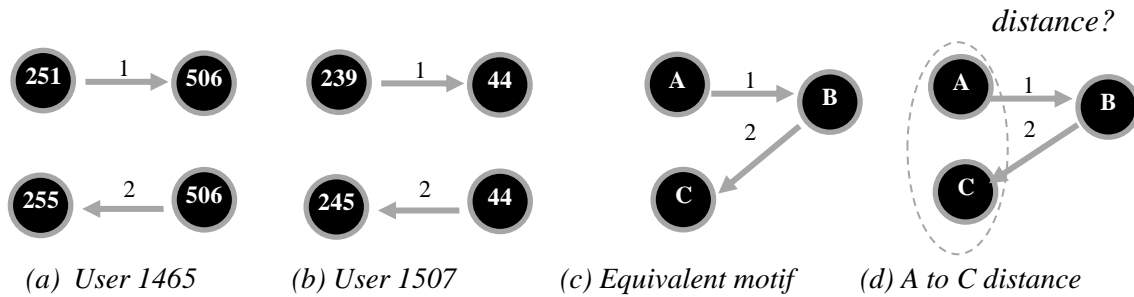 distance?
251 1 506
239 1 44
A 1 B
2
C
A 1 B
2
C
255 2 506
245 2 44
(a) User 1465
(b) User 1507
(c) Equivalent motif
(d) A to C distance